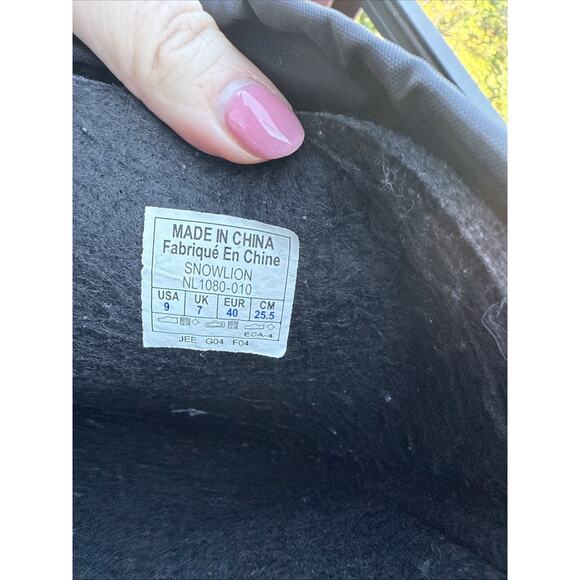 MADE IN CHINA
Fabriqué En Chine
SNOWLION
NL1080-010
USA UK EUR CM
9 7 40 25.5
ECA-4
JEE G04 F04